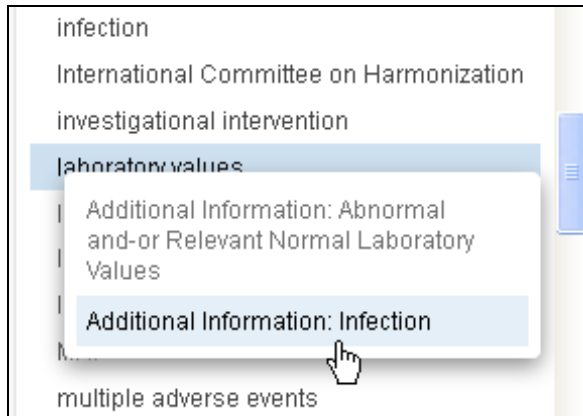 infection
International Committee on Harmonization
investigational intervention
laboratory values
Additional Information: Abnormal
and-or Relevant Normal Laboratory
Values
Additional Information: Infection
multiple adverse events